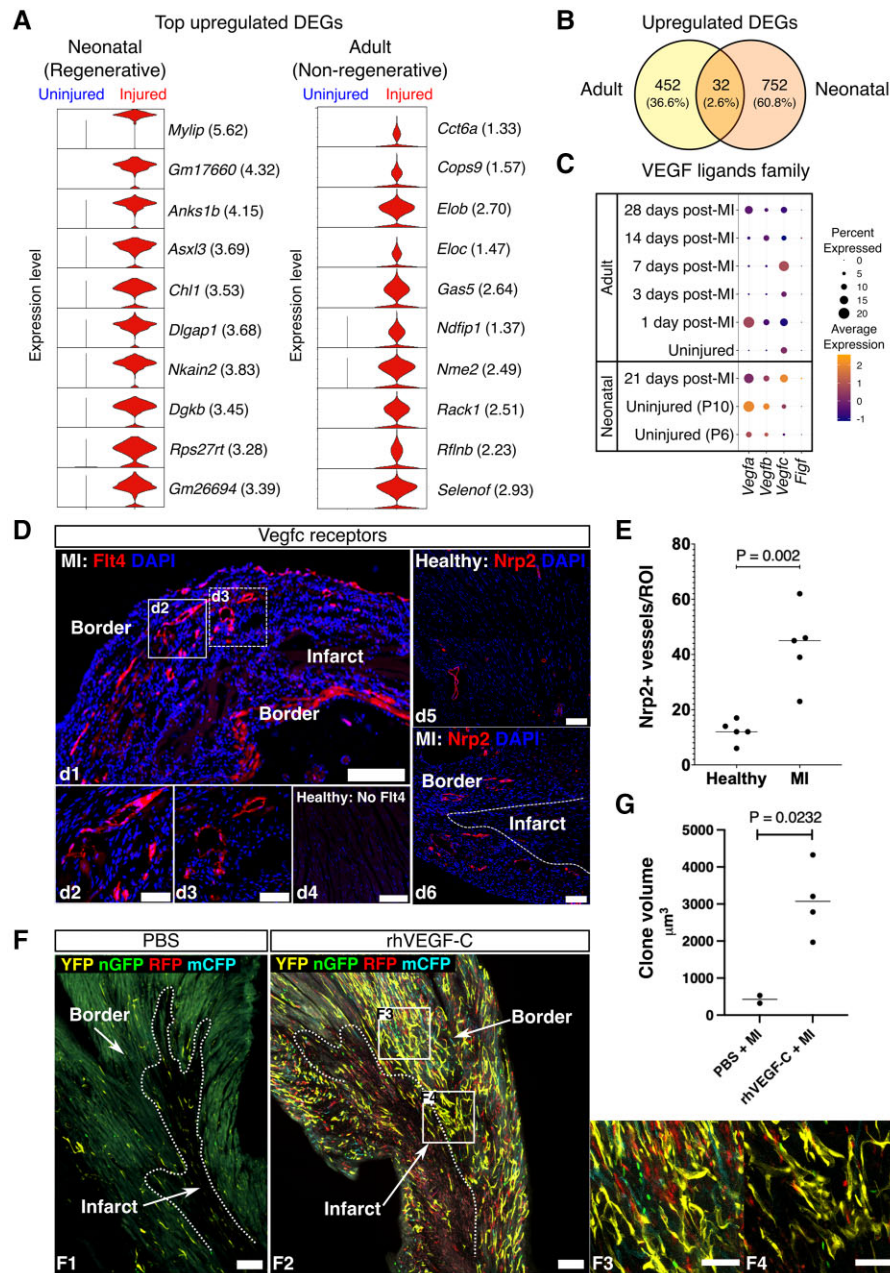 A
Top upregulated DEGs
Neonatal
(Regenerative)
Uninjured Injured
Expression level
Mylip (5.62)
Gm17660 (4.32)
Anks1b (4.15)
Asxl3 (3.69)
Chl1 (3.53)
Dlgap1 (3.68)
Nkain2 (3.83)
Dgkb (3.45)
Rps27rt (3.28)
Gm26694 (3.39)
Adult
(Non-regenerative)
Uninjured Injured
Expression level
Cct6a (1.33)
Cops9 (1.57)
Elob (2.70)
Eloc (1.47)
Gas5 (2.64)
Ndfip1 (1.37)
Nme2 (2.49)
Rack1 (2.51)
Rflnb (2.23)
Selenof (2.93)
B
Upregulated DEGs
Adult
452
(36.6%)
32
(2.6%)
752
(60.8%)
Neonatal
C
VEGF ligands family
Adult
28 days post-MI
14 days post-MI
7 days post-MI
3 days post-MI
1 day post-MI
Uninjured
Neonatal
21 days post-MI
Uninjured (P10)
Uninjured (P6)
Vegfa
Vegfb
Vegfc
Figf
Percent
Expressed
0
5
10
15
20
Average
Expression
2
1
0
-1
D
Vegfc receptors
MI: Flt4 DAPI
d2
d3
Border
Infarct
Border
d1
d2
d3
Healthy: No Flt4
d4
Healthy: Nrp2 DAPI
d5
MI: Nrp2 DAPI
Border
Infarct
d6
E
Nrp2+ vessels/ROI
80
60
40
20
0
P = 0.002
Healthy MI
F
PBS
YFP nGFP RFP mCFP
Border
Infarct
F1
rhVEGF-C
YFP nGFP RFP mCFP
F3
Border
F4
Infarct
F2
F3
F4
G
Clone volume
μm³
5000
4000
3000
2000
1000
0
P = 0.0232
PBS + MI
rhVEGF-C + MI